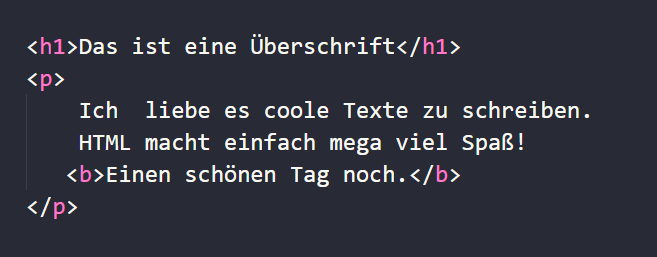 <h1>Das ist eine Überschrift</h1>
<p>
    Ich  liebe es coole Texte zu schreiben.
    HTML macht einfach mega viel Spaß!
   <b>Einen schönen Tag noch.</b>
</p>